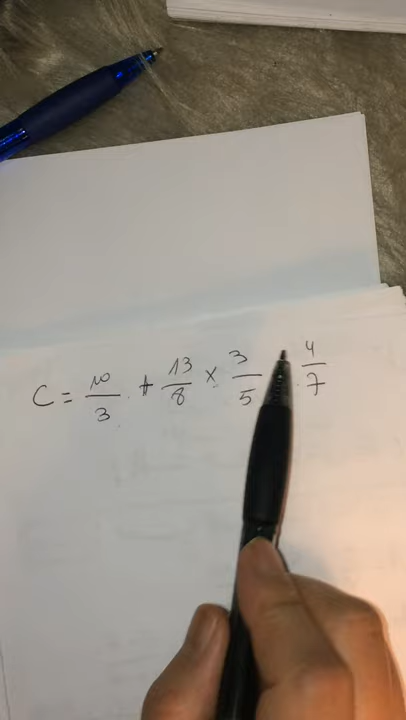 C = 10/3 + 13/8 × 3/5 4/7